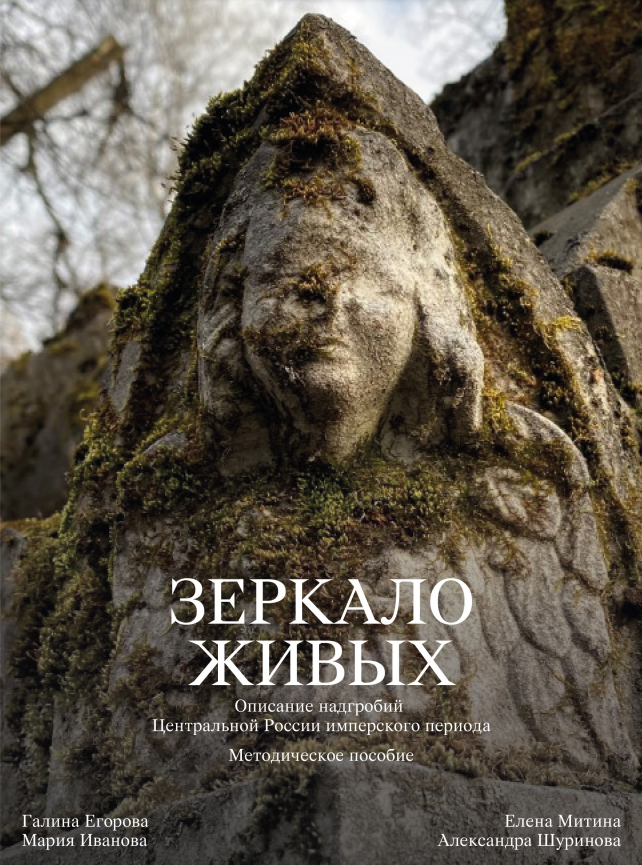 ЗЕРКАЛО
ЖИВЫХ
Описание надгробий
Центральной России имперского периода
Методическое пособие
Галина Егорова
Мария Иванова
Елена Митина
Александра Шуринова